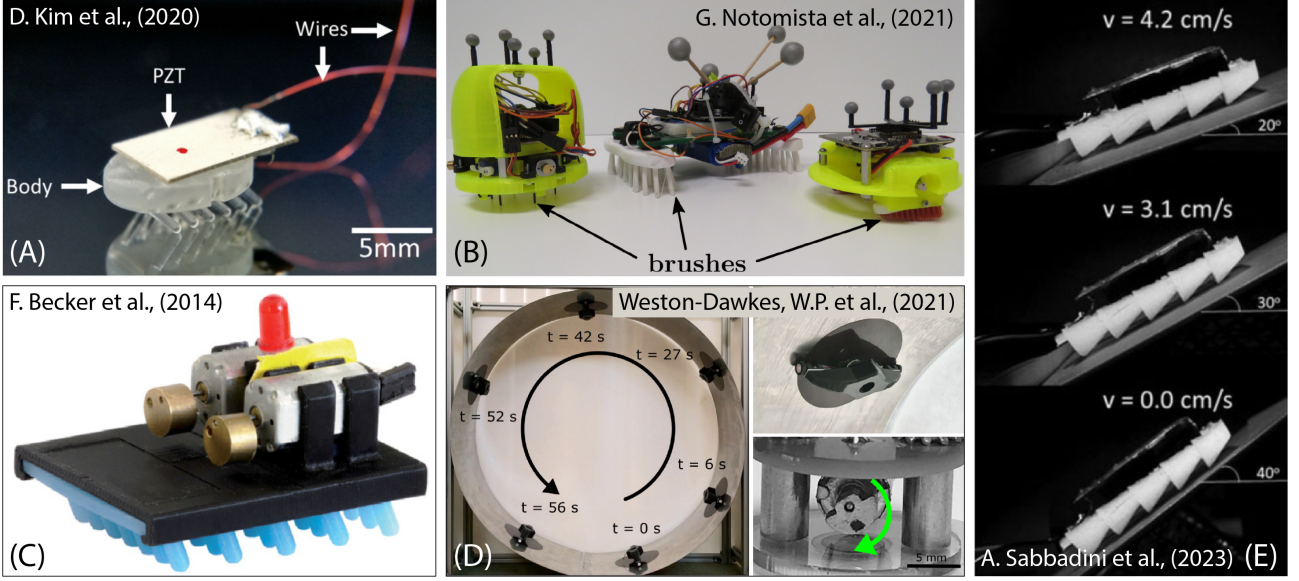 D. Kim et al., (2020)
Wires
PZT
Body
5mm
(A)
G. Notomista et al., (2021)
brushes
(B)
F. Becker et al., (2014)
(C)
Weston-Dawkes, W.P. et al., (2021)
t = 42 s
t = 27 s
t = 52 s
t = 6 s
t = 56 s
t = 0 s
(D)
5 mm
v = 4.2 cm/s
20°
v = 3.1 cm/s
30°
v = 0.0 cm/s
40°
A. Sabbadini et al., (2023) (E)